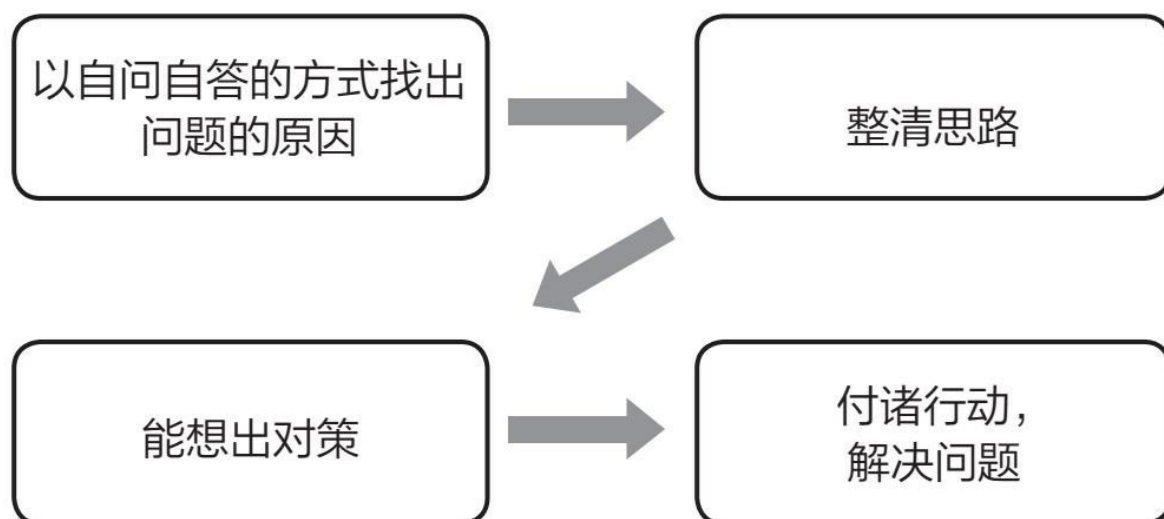 以自问自答的方式找出
问题的原因
整清思路
能想出对策
付诸行动，
解决问题